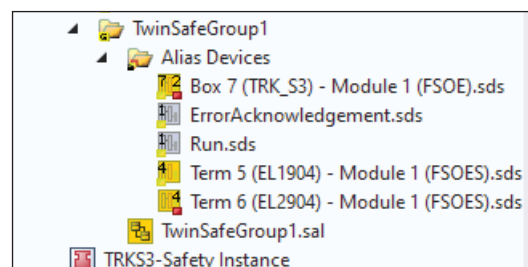 TwinSafeGroup1
Alias Devices
Box 7 (TRK_S3) - Module 1 (FSOE).sds
ErrorAcknowledgement.sds
Run.sds
Term 5 (EL1904) - Module 1 (FSOES).sds
Term 6 (EL2904) - Module 1 (FSOES).sds
TwinSafeGroup1.sal
TRKS3-Safety Instance